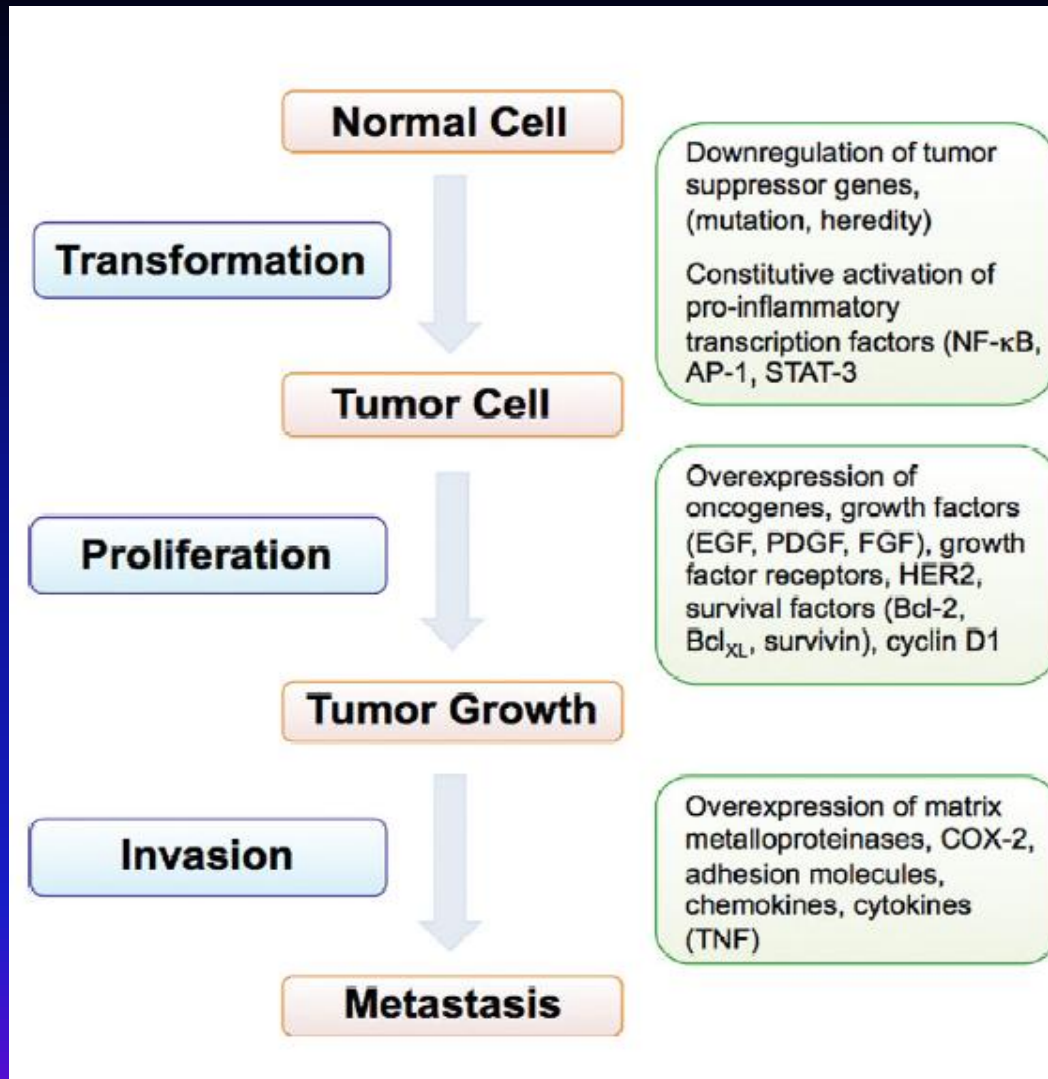 Normal Cell
Downregulation of tumor
suppressor genes,
(mutation, heredity)
Constitutive activation of
pro-inflammatory
transcription factors (NF-κB,
AP-1, STAT-3
Transformation
Tumor Cell
Overexpression of
oncogenes, growth factors
(EGF, PDGF, FGF), growth
factor receptors, HER2,
survival factors (Bcl-2,
Bcl_XL, survivin), cyclin D1
Proliferation
Tumor Growth
Overexpression of matrix
metalloproteinases, COX-2,
adhesion molecules,
chemokines, cytokines
(TNF)
Invasion
Metastasis